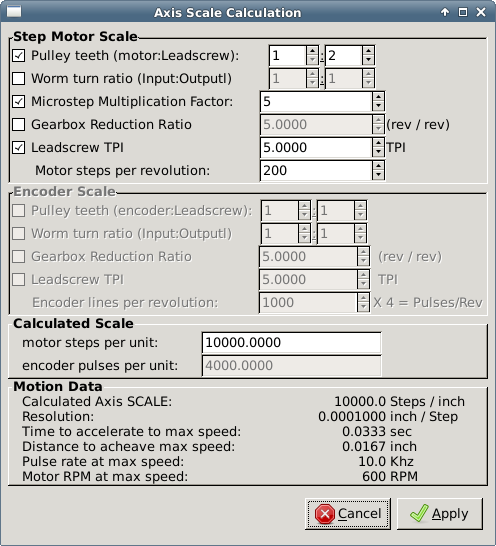 Axis Scale Calculation
Step Motor Scale
Pulley teeth (motor:Leadscrew): 1 : 2
Worm turn ratio (Input:Outputl) 1 : 1
Microstep Multiplication Factor: 5
Gearbox Reduction Ratio 5.0000 (rev / rev)
Leadscrew TPI 5.0000 TPI
Motor steps per revolution: 200
Encoder Scale
Pulley teeth (encoder:Leadscrew): 1 : 1
Worm turn ratio (Input:Outputl) 1 : 1
Gearbox Reduction Ratio 5.0000 (rev / rev)
Leadscrew TPI 5.0000 TPI
Encoder lines per revolution: 1000 X 4 = Pulses/Rev
Calculated Scale
motor steps per unit: 10000.0000
encoder pulses per unit: 4000.0000
Motion Data
Calculated Axis SCALE: 10000.0 Steps / inch
Resolution: 0.0001000 inch / Step
Time to accelerate to max speed: 0.0333 sec
Distance to acheave max speed: 0.0167 inch
Pulse rate at max speed: 10.0 Khz
Motor RPM at max speed: 600 RPM
Cancel Apply